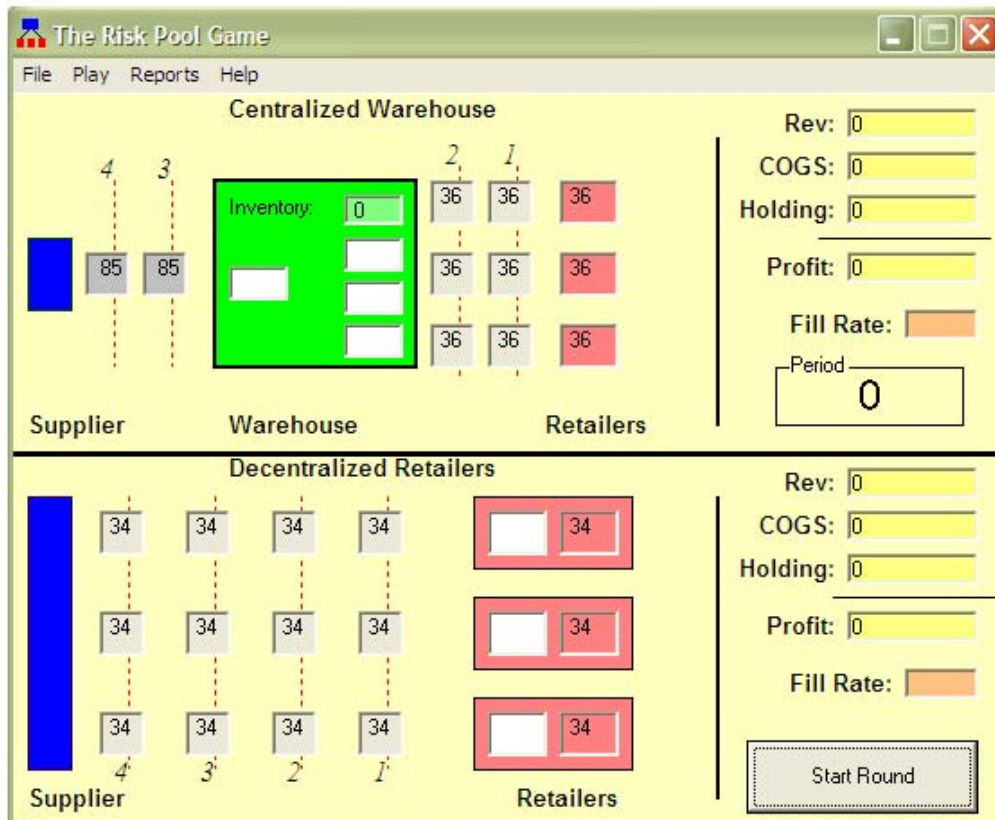 The Risk Pool Game
File Play Reports Help
Centralized Warehouse
Rev: 0
COGS: 0
Holding: 0
Profit: 0
Fill Rate:
Period
0
4 3 2 1
Inventory: 0
36 36 36
85 85
36 36 36
36 36 36
Supplier Warehouse Retailers
Decentralized Retailers
Rev: 0
COGS: 0
Holding: 0
Profit: 0
Fill Rate:
34 34 34 34 34
34 34 34 34 34
34 34 34 34 34
4 3 2 1
Supplier Retailers
Start Round